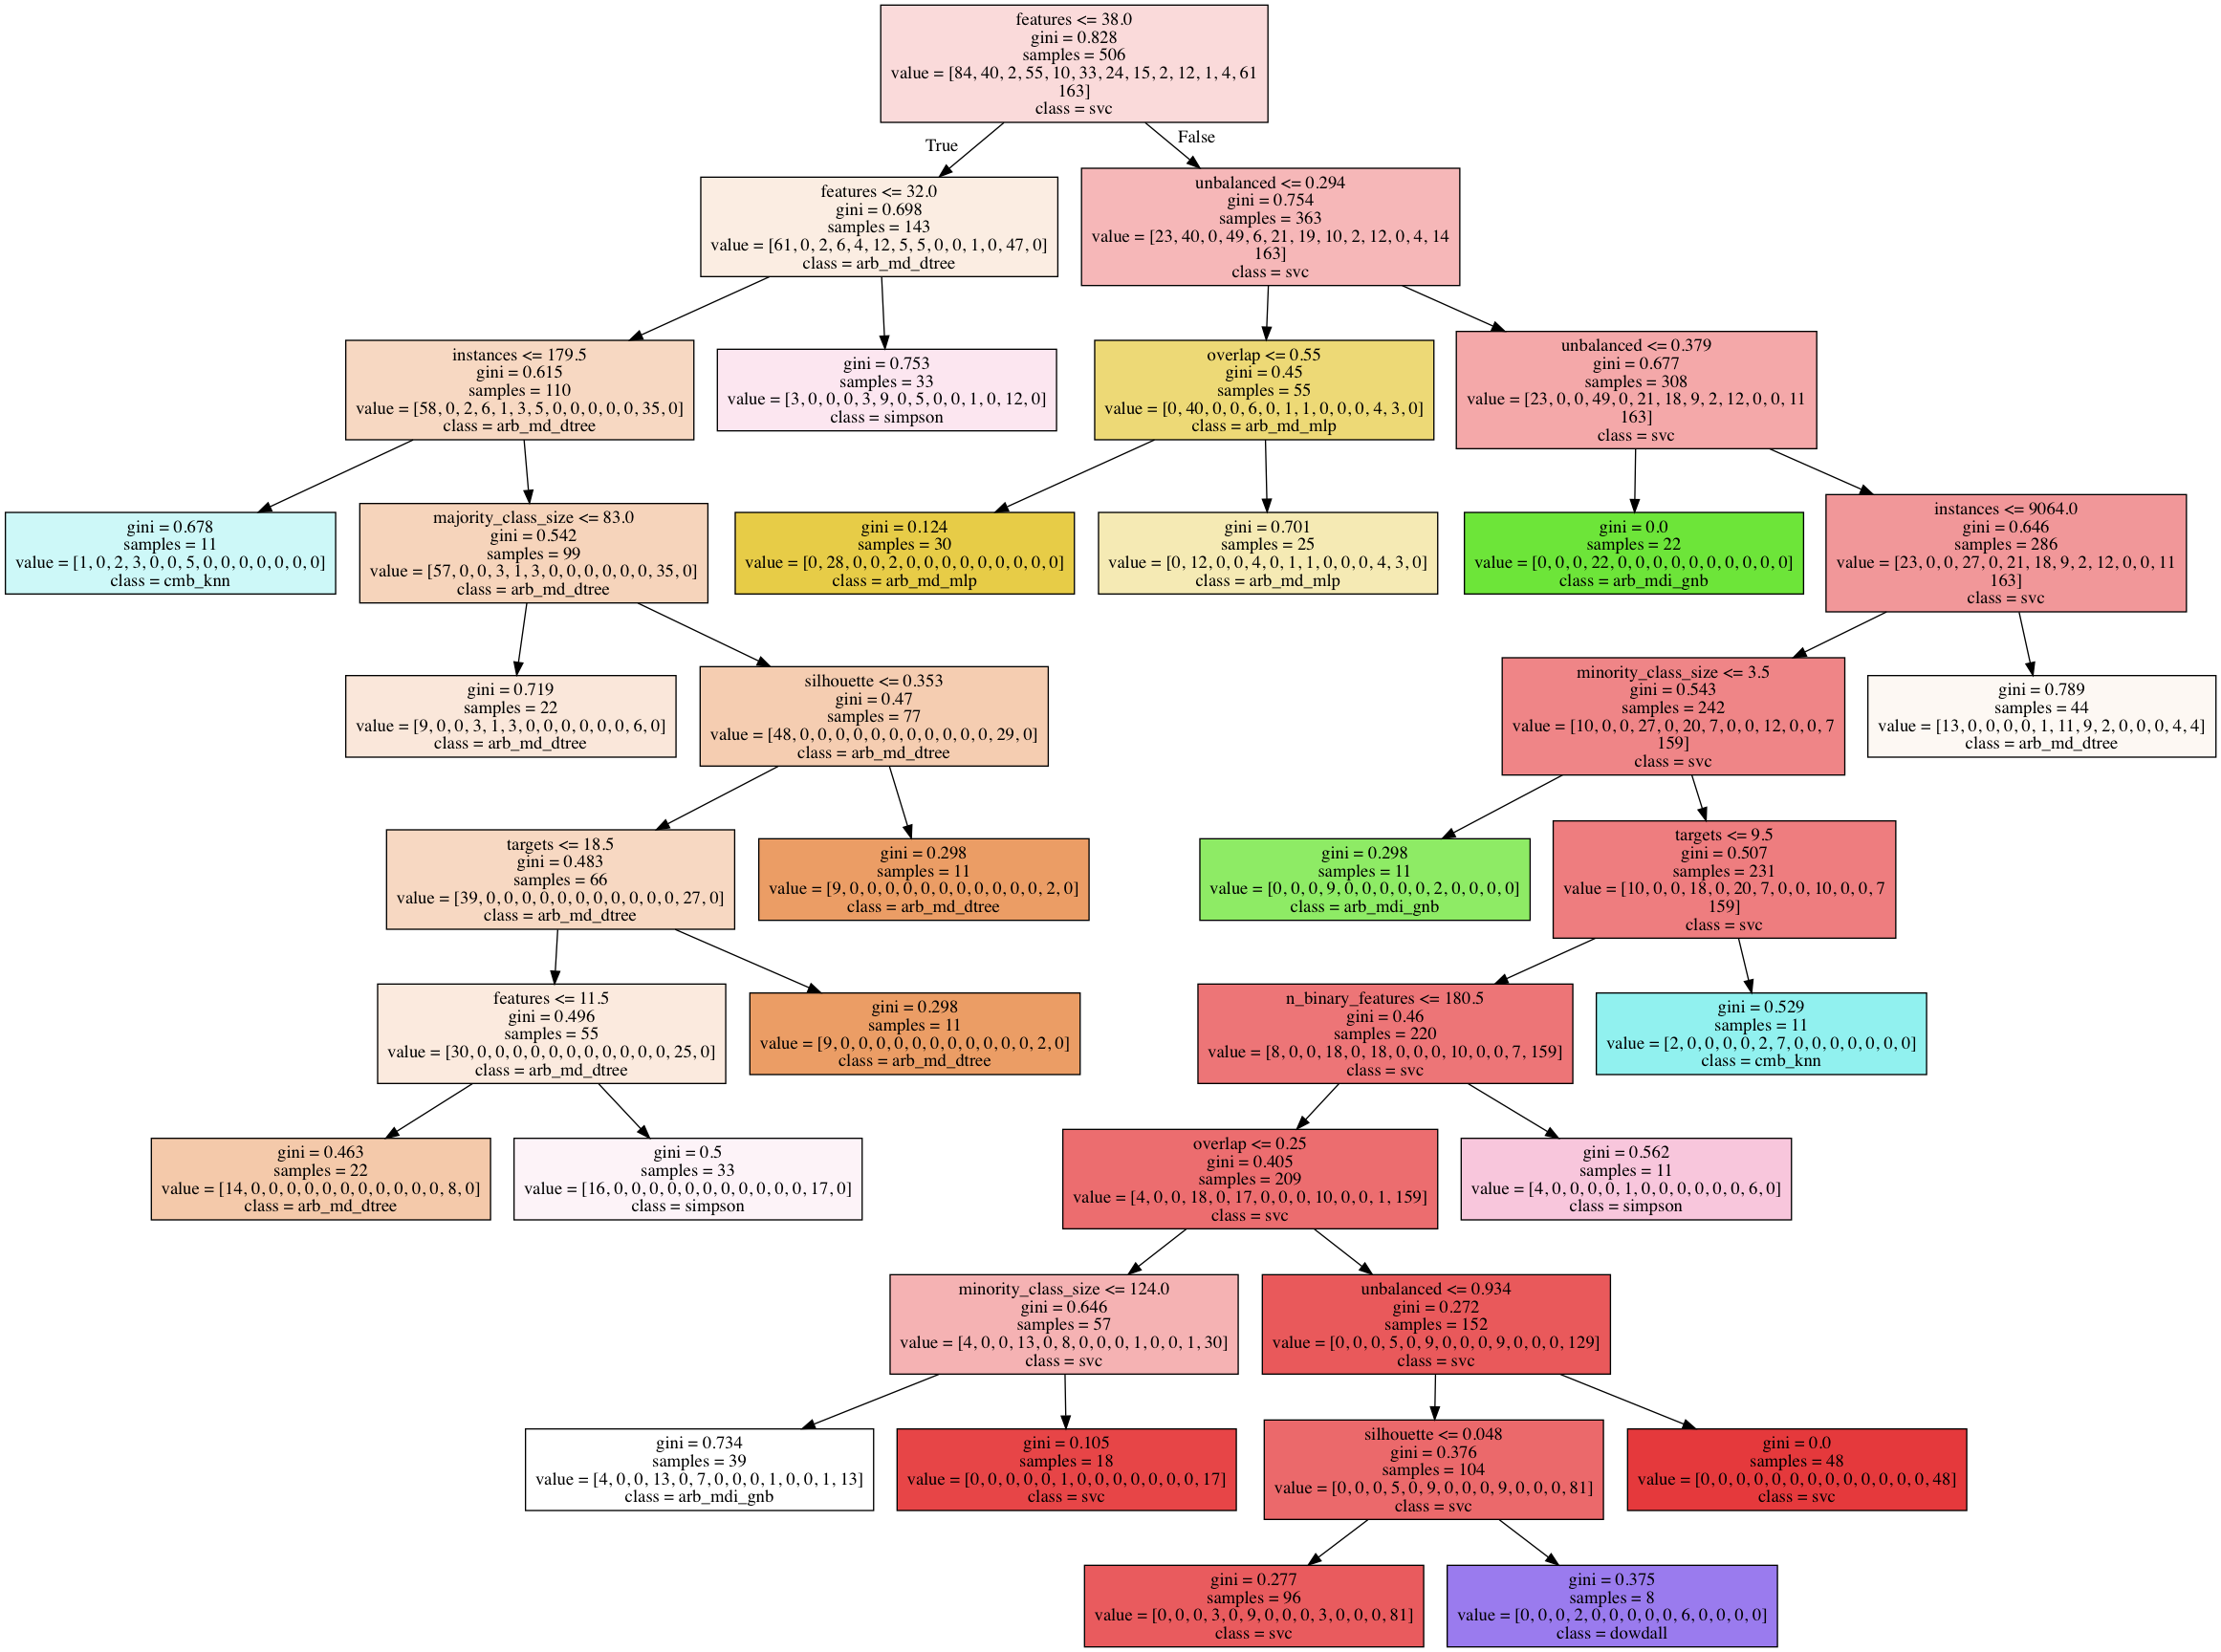 features <= 38.0
gini = 0.828
samples = 506
value = [84, 40, 2, 55, 10, 33, 24, 15, 2, 12, 1, 4, 61
163]
class = svc
True
False
features <= 32.0
gini = 0.698
samples = 143
value = [61, 0, 2, 6, 4, 12, 5, 5, 0, 0, 1, 0, 47, 0]
class = arb_md_dtree
unbalanced <= 0.294
gini = 0.754
samples = 363
value = [23, 40, 0, 49, 6, 21, 19, 10, 2, 12, 0, 4, 14
163]
class = svc
instances <= 179.5
gini = 0.615
samples = 110
value = [58, 0, 2, 6, 1, 3, 5, 0, 0, 0, 0, 0, 35, 0]
class = arb_md_dtree
gini = 0.753
samples = 33
value = [3, 0, 0, 0, 3, 9, 0, 5, 0, 0, 1, 0, 12, 0]
class = simpson
overlap <= 0.55
gini = 0.45
samples = 55
value = [0, 40, 0, 0, 6, 0, 1, 1, 0, 0, 0, 4, 3, 0]
class = arb_md_mlp
unbalanced <= 0.379
gini = 0.677
samples = 308
value = [23, 0, 0, 49, 0, 21, 18, 9, 2, 12, 0, 0, 11
163]
class = svc
gini = 0.678
samples = 11
value = [1, 0, 2, 3, 0, 0, 5, 0, 0, 0, 0, 0, 0, 0]
class = cmb_knn
majority_class_size <= 83.0
gini = 0.542
samples = 99
value = [57, 0, 0, 3, 1, 3, 0, 0, 0, 0, 0, 0, 35, 0]
class = arb_md_dtree
gini = 0.124
samples = 30
value = [0, 28, 0, 0, 2, 0, 0, 0, 0, 0, 0, 0, 0, 0]
class = arb_md_mlp
gini = 0.701
samples = 25
value = [0, 12, 0, 0, 4, 0, 1, 1, 0, 0, 0, 4, 3, 0]
class = arb_md_mlp
gini = 0.0
samples = 22
value = [0, 0, 0, 22, 0, 0, 0, 0, 0, 0, 0, 0, 0, 0]
class = arb_mdi_gnb
instances <= 9064.0
gini = 0.646
samples = 286
value = [23, 0, 0, 27, 0, 21, 18, 9, 2, 12, 0, 0, 11
163]
class = svc
gini = 0.719
samples = 22
value = [9, 0, 0, 3, 1, 3, 0, 0, 0, 0, 0, 0, 6, 0]
class = arb_md_dtree
silhouette <= 0.353
gini = 0.47
samples = 77
value = [48, 0, 0, 0, 0, 0, 0, 0, 0, 0, 0, 0, 29, 0]
class = arb_md_dtree
minority_class_size <= 3.5
gini = 0.543
samples = 242
value = [10, 0, 0, 27, 0, 20, 7, 0, 0, 12, 0, 0, 7
159]
class = svc
gini = 0.789
samples = 44
value = [13, 0, 0, 0, 0, 1, 11, 9, 2, 0, 0, 0, 4, 4]
class = arb_md_dtree
targets <= 18.5
gini = 0.483
samples = 66
value = [39, 0, 0, 0, 0, 0, 0, 0, 0, 0, 0, 0, 27, 0]
class = arb_md_dtree
gini = 0.298
samples = 11
value = [9, 0, 0, 0, 0, 0, 0, 0, 0, 0, 0, 0, 2, 0]
class = arb_md_dtree
gini = 0.298
samples = 11
value = [0, 0, 0, 9, 0, 0, 0, 0, 0, 2, 0, 0, 0, 0]
class = arb_mdi_gnb
targets <= 9.5
gini = 0.507
samples = 231
value = [10, 0, 0, 18, 0, 20, 7, 0, 0, 10, 0, 0, 7
159]
class = svc
features <= 11.5
gini = 0.496
samples = 55
value = [30, 0, 0, 0, 0, 0, 0, 0, 0, 0, 0, 0, 25, 0]
class = arb_md_dtree
gini = 0.298
samples = 11
value = [9, 0, 0, 0, 0, 0, 0, 0, 0, 0, 0, 0, 2, 0]
class = arb_md_dtree
n_binary_features <= 180.5
gini = 0.46
samples = 220
value = [8, 0, 0, 18, 0, 18, 0, 0, 0, 10, 0, 0, 7, 159]
class = svc
gini = 0.529
samples = 11
value = [2, 0, 0, 0, 0, 2, 7, 0, 0, 0, 0, 0, 0, 0]
class = cmb_knn
gini = 0.463
samples = 22
value = [14, 0, 0, 0, 0, 0, 0, 0, 0, 0, 0, 0, 8, 0]
class = arb_md_dtree
gini = 0.5
samples = 33
value = [16, 0, 0, 0, 0, 0, 0, 0, 0, 0, 0, 0, 17, 0]
class = simpson
overlap <= 0.25
gini = 0.405
samples = 209
value = [4, 0, 0, 18, 0, 17, 0, 0, 0, 10, 0, 0, 1, 159]
class = svc
gini = 0.562
samples = 11
value = [4, 0, 0, 0, 0, 1, 0, 0, 0, 0, 0, 0, 6, 0]
class = simpson
minority_class_size <= 124.0
gini = 0.646
samples = 57
value = [4, 0, 0, 13, 0, 8, 0, 0, 0, 1, 0, 0, 1, 30]
class = svc
unbalanced <= 0.934
gini = 0.272
samples = 152
value = [0, 0, 0, 5, 0, 9, 0, 0, 0, 9, 0, 0, 0, 129]
class = svc
gini = 0.734
samples = 39
value = [4, 0, 0, 13, 0, 7, 0, 0, 0, 1, 0, 0, 1, 13]
class = arb_mdi_gnb
gini = 0.105
samples = 18
value = [0, 0, 0, 0, 0, 1, 0, 0, 0, 0, 0, 0, 0, 17]
class = svc
silhouette <= 0.048
gini = 0.376
samples = 104
value = [0, 0, 0, 5, 0, 9, 0, 0, 0, 9, 0, 0, 0, 81]
class = svc
gini = 0.0
samples = 48
value = [0, 0, 0, 0, 0, 0, 0, 0, 0, 0, 0, 0, 0, 48]
class = svc
gini = 0.277
samples = 96
value = [0, 0, 0, 3, 0, 9, 0, 0, 0, 3, 0, 0, 0, 81]
class = svc
gini = 0.375
samples = 8
value = [0, 0, 0, 2, 0, 0, 0, 0, 0, 6, 0, 0, 0, 0]
class = dowdall